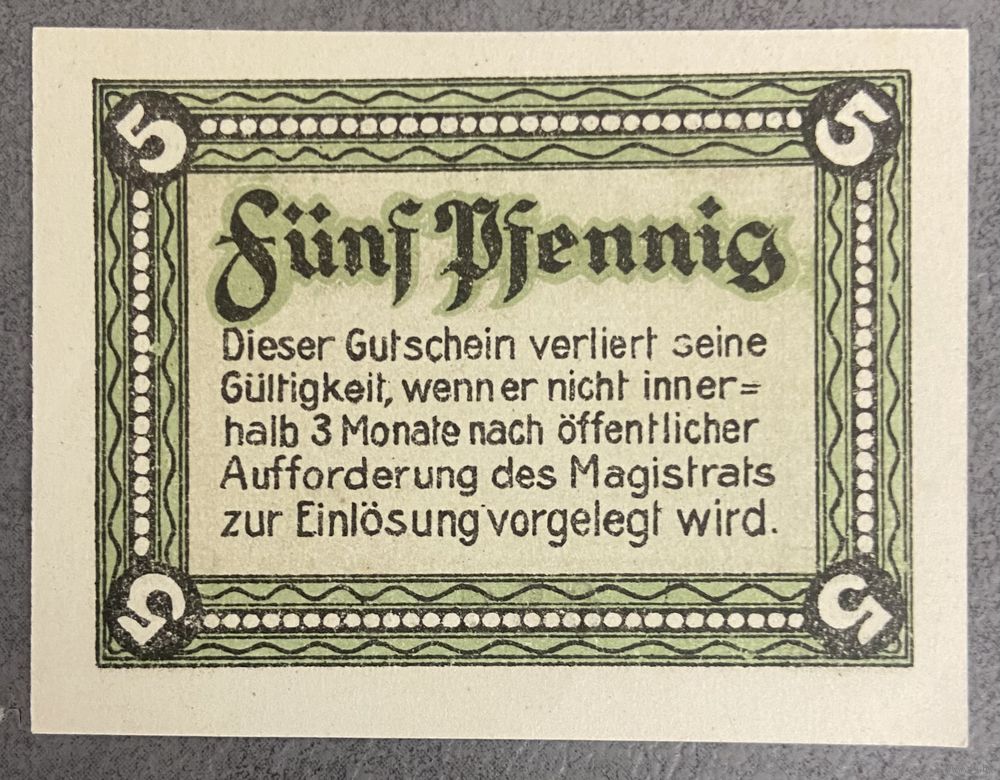 5 5
Fünf Pfennig
Dieser Gutschein verliert seine
Gültigkeit, wenn er nicht inner=
halb 3 Monate nach öffentlicher
Aufforderung des Magistrats
zur Einlösung vorgelegt wird.
5 5